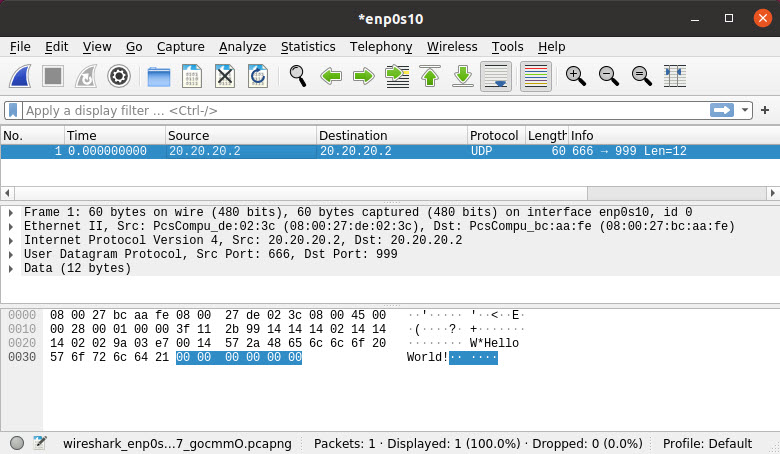 *enp0s10
File Edit View Go Capture Analyze Statistics Telephony Wireless Tools Help
Apply a display filter ... <Ctrl-/>
No. Time Source Destination Protocol Length Info
1 0.000000000 20.20.20.2 20.20.20.2 UDP 60 666 → 999 Len=12
Frame 1: 60 bytes on wire (480 bits), 60 bytes captured (480 bits) on interface enp0s10, id 0
Ethernet II, Src: PcsCompu_de:02:3c (08:00:27:de:02:3c), Dst: PcsCompu_bc:aa:fe (08:00:27:bc:aa:fe)
Internet Protocol Version 4, Src: 20.20.20.2, Dst: 20.20.20.2
User Datagram Protocol, Src Port: 666, Dst Port: 999
Data (12 bytes)
0000 08 00 27 bc aa fe 08 00 27 de 02 3c 08 00 45 00 ··'····· '··<··E·
0010 00 28 00 01 00 00 3f 11 2b 99 14 14 14 02 14 14 ·(····?· +·······
0020 14 02 02 9a 03 e7 00 14 57 2a 48 65 6c 6c 6f 20 ········ W*Hello
0030 57 6f 72 6c 64 21 00 00 00 00 00 00 World!·· ····
wireshark_enp0s...7_gocmmO.pcapng Packets: 1 · Displayed: 1 (100.0%) · Dropped: 0 (0.0%) Profile: Default